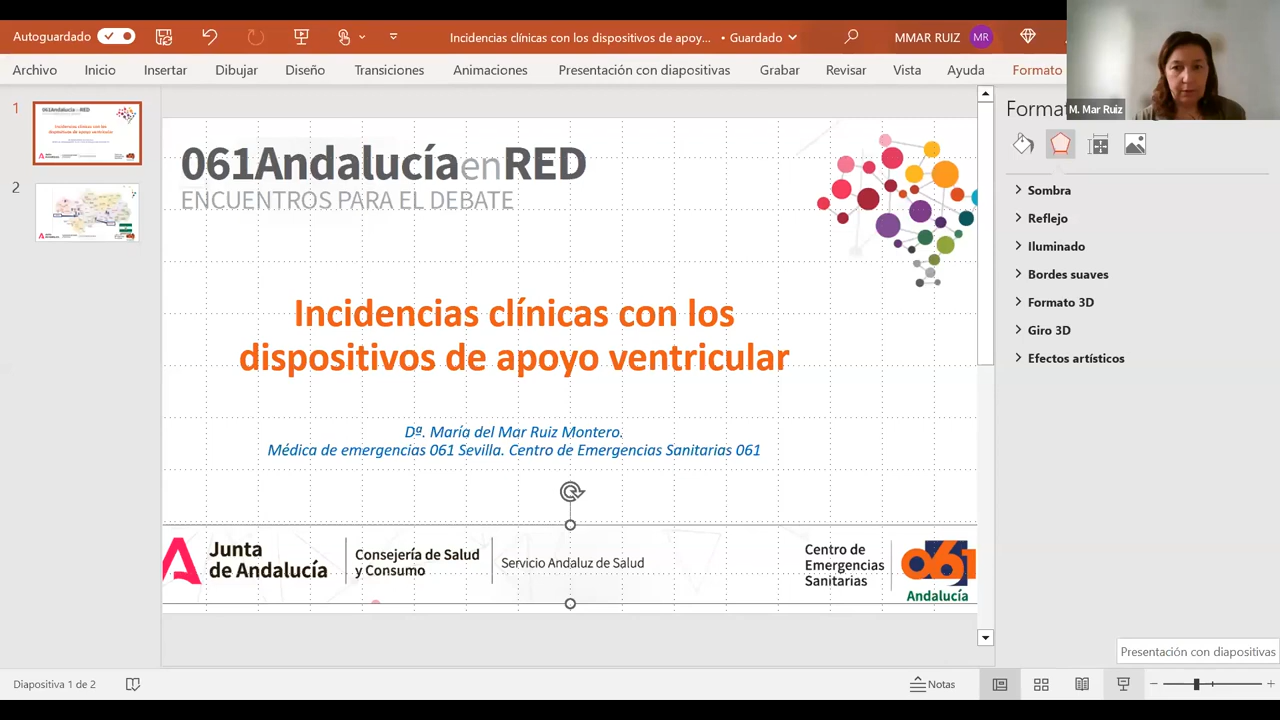 Autoguardado
Incidencias clínicas con los dispositivos de apoy... • Guardado
MMAR RUIZ MR
Archivo Inicio Insertar Dibujar Diseño Transiciones Animaciones Presentación con diapositivas Grabar Revisar Vista Ayuda Formato
M. Mar Ruiz
1
2
061AndalucíaenRED
ENCUENTROS PARA EL DEBATE
Incidencias clínicas con los
dispositivos de apoyo ventricular
Dª. María del Mar Ruiz Montero.
Médica de emergencias 061 Sevilla. Centro de Emergencias Sanitarias 061
Junta
de Andalucía
Consejería de Salud
y Consumo
Servicio Andaluz de Salud
Centro de
Emergencias
Sanitarias
061
Andalucía
Sombra
Reflejo
Iluminado
Bordes suaves
Formato 3D
Giro 3D
Efectos artísticos
Presentación con diapositivas
Diapositiva 1 de 2
Notas